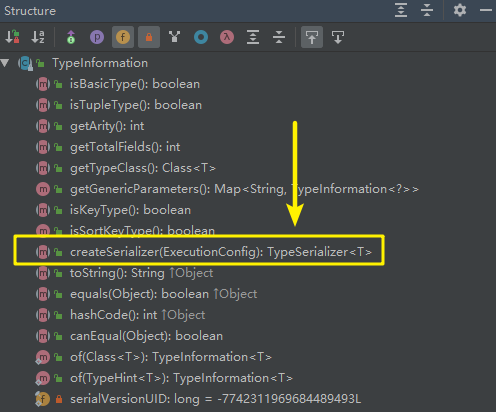 Structure
TypeInformation
isBasicType(): boolean
isTupleType(): boolean
getArity(): int
getTotalFields(): int
getTypeClass(): Class<T>
getGenericParameters(): Map<String, TypeInformation<?>>
isKeyType(): boolean
isSortKeyType(): boolean
createSerializer(ExecutionConfig): TypeSerializer<T>
toString(): String ↑Object
equals(Object): boolean ↑Object
hashCode(): int ↑Object
canEqual(Object): boolean
of(Class<T>): TypeInformation<T>
of(TypeHint<T>): TypeInformation<T>
serialVersionUID: long = -7742311969684489493L